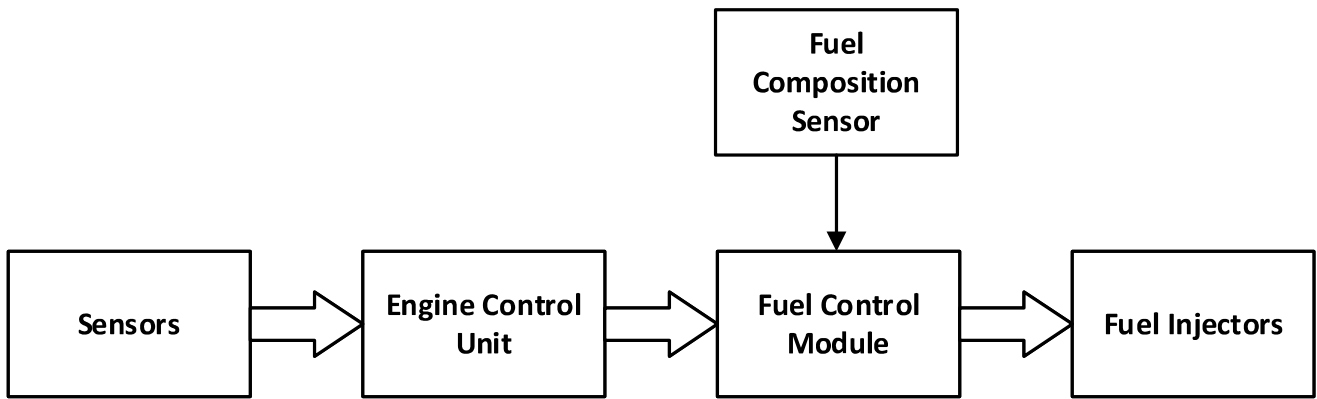 Fuel
Composition
Sensor
Sensors
Engine Control
Unit
Fuel Control
Module
Fuel Injectors